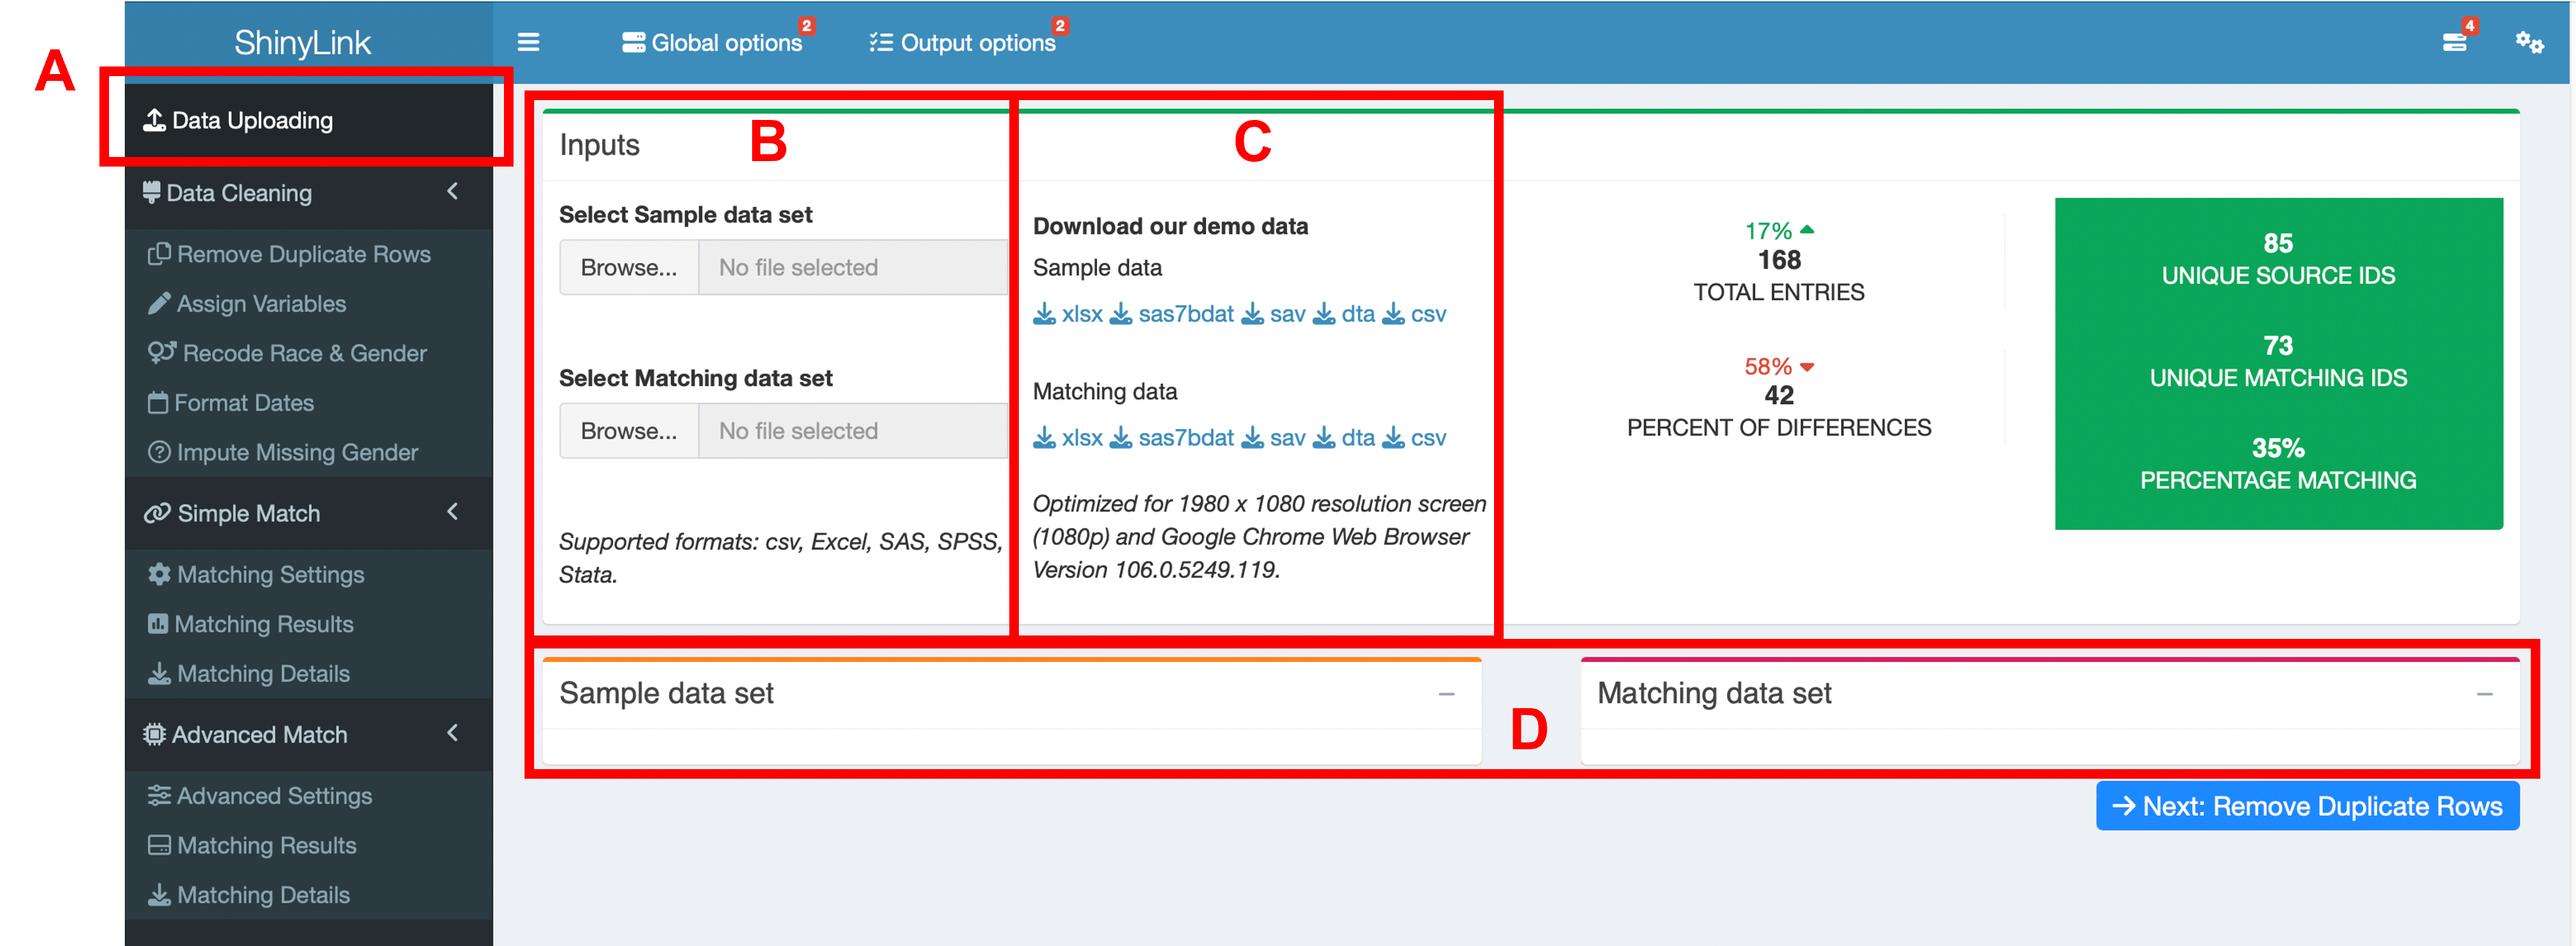 ShinyLink
Global options 2
Output options 2
4
A
Data Uploading
Data Cleaning
Remove Duplicate Rows
Assign Variables
Recode Race & Gender
Format Dates
Impute Missing Gender
Simple Match
Matching Settings
Matching Results
Matching Details
Advanced Match
Advanced Settings
Matching Results
Matching Details
Inputs
B
Select Sample data set
Browse... No file selected
Select Matching data set
Browse... No file selected
Supported formats: csv, Excel, SAS, SPSS,
Stata.
C
Download our demo data
Sample data
xlsx sas7bdat sav dta csv
Matching data
xlsx sas7bdat sav dta csv
Optimized for 1980 x 1080 resolution screen
(1080p) and Google Chrome Web Browser
Version 106.0.5249.119.
17%
168
TOTAL ENTRIES
58%
42
PERCENT OF DIFFERENCES
85
UNIQUE SOURCE IDS
73
UNIQUE MATCHING IDS
35%
PERCENTAGE MATCHING
Sample data set
D
Matching data set
Next: Remove Duplicate Rows